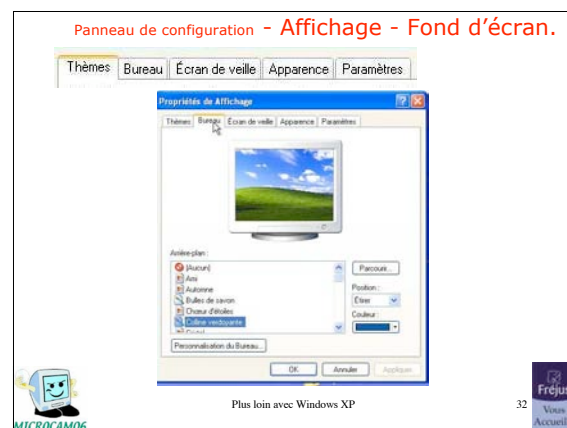 Panneau de configuration - Affichage - Fond d'écran.
Thèmes Bureau Écran de veille Apparence Paramètres
Propriétés de Affichage
Thèmes Bureau Écran de veille Apparence Paramètres
Arrière-plan :
(Aucun)
Ans
Automne
Bulles de savon
Chœur d'étoiles
Colline verdoyante
Cristal
Parcourir...
Position :
Étirer
Couleur :
Personnalisation du Bureau...
OK Annuler Appliquer
MICROCAM06
Plus loin avec Windows XP
32
Fréjus
Vous
Accueil